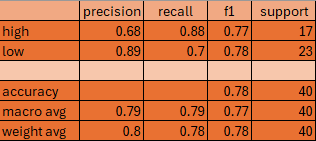 precision recall f1 support
high 0.68 0.88 0.77 17
low 0.89 0.7 0.78 23
accuracy 0.78 40
macro avg 0.79 0.79 0.77 40
weight avg 0.8 0.78 0.78 40